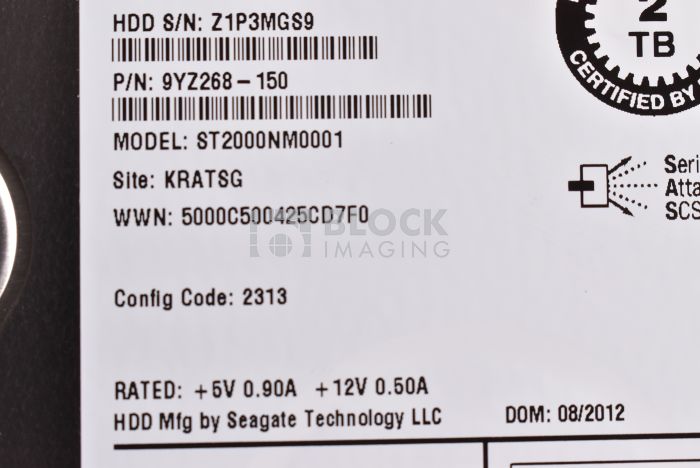 HDD S/N: Z1P3MGS9
P/N: 9YZ268-150
MODEL: ST2000NM0001
Site: KRATSG
WWN: 5000C500425CD7F0
BLOCK
IMAGING
Config Code: 2313
RATED: +5V 0.90A +12V 0.50A
HDD Mfg by Seagate Technology LLC
DOM: 08/2012
2
TB
CERTIFIED BY
Seri
Atta
SCS